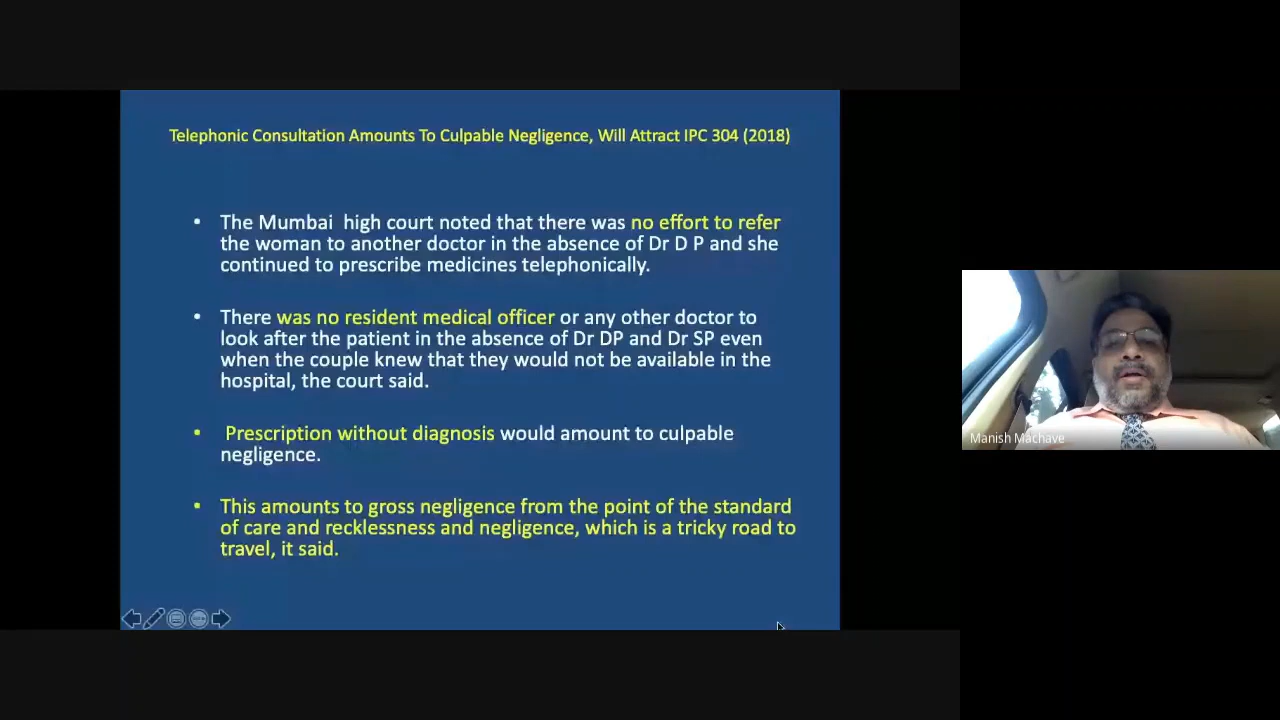 Telephonic Consultation Amounts To Culpable Negligence, Will Attract IPC 304 (2018)
• The Mumbai high court noted that there was no effort to refer
the woman to another doctor in the absence of Dr D P and she
continued to prescribe medicines telephonically.
• There was no resident medical officer or any other doctor to
look after the patient in the absence of Dr DP and Dr SP even
when the couple knew that they would not be available in the
hospital, the court said.
• Prescription without diagnosis would amount to culpable
negligence.
• This amounts to gross negligence from the point of the standard
of care and recklessness and negligence, which is a tricky road to
travel, it said.
Manish Machave